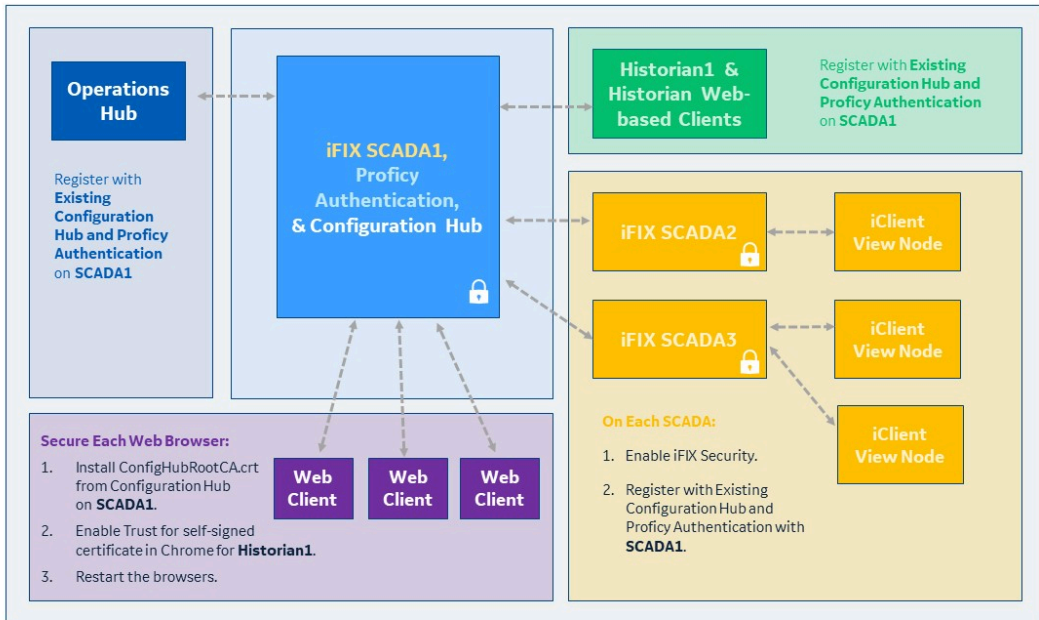 Operations
Hub
Register with
Existing
Configuration
Hub and Proficy
Authentication
on SCADA1
iFIX SCADA1,
Proficy
Authentication,
& Configuration Hub
Historian1 &
Historian Web-
based Clients
Register with Existing
Configuration Hub and
Proficy Authentication
on SCADA1
iFIX SCADA2
iClient
View Node
iFIX SCADA3
iClient
View Node
iClient
View Node
On Each SCADA:
1. Enable iFIX Security.
2. Register with Existing
Configuration Hub and
Proficy Authentication with
SCADA1.
Secure Each Web Browser:
1. Install ConfigHubRootCA.crt
from Configuration Hub
on SCADA1.
2. Enable Trust for self-signed
certificate in Chrome for Historian1.
3. Restart the browsers.
Web
Client
Web
Client
Web
Client